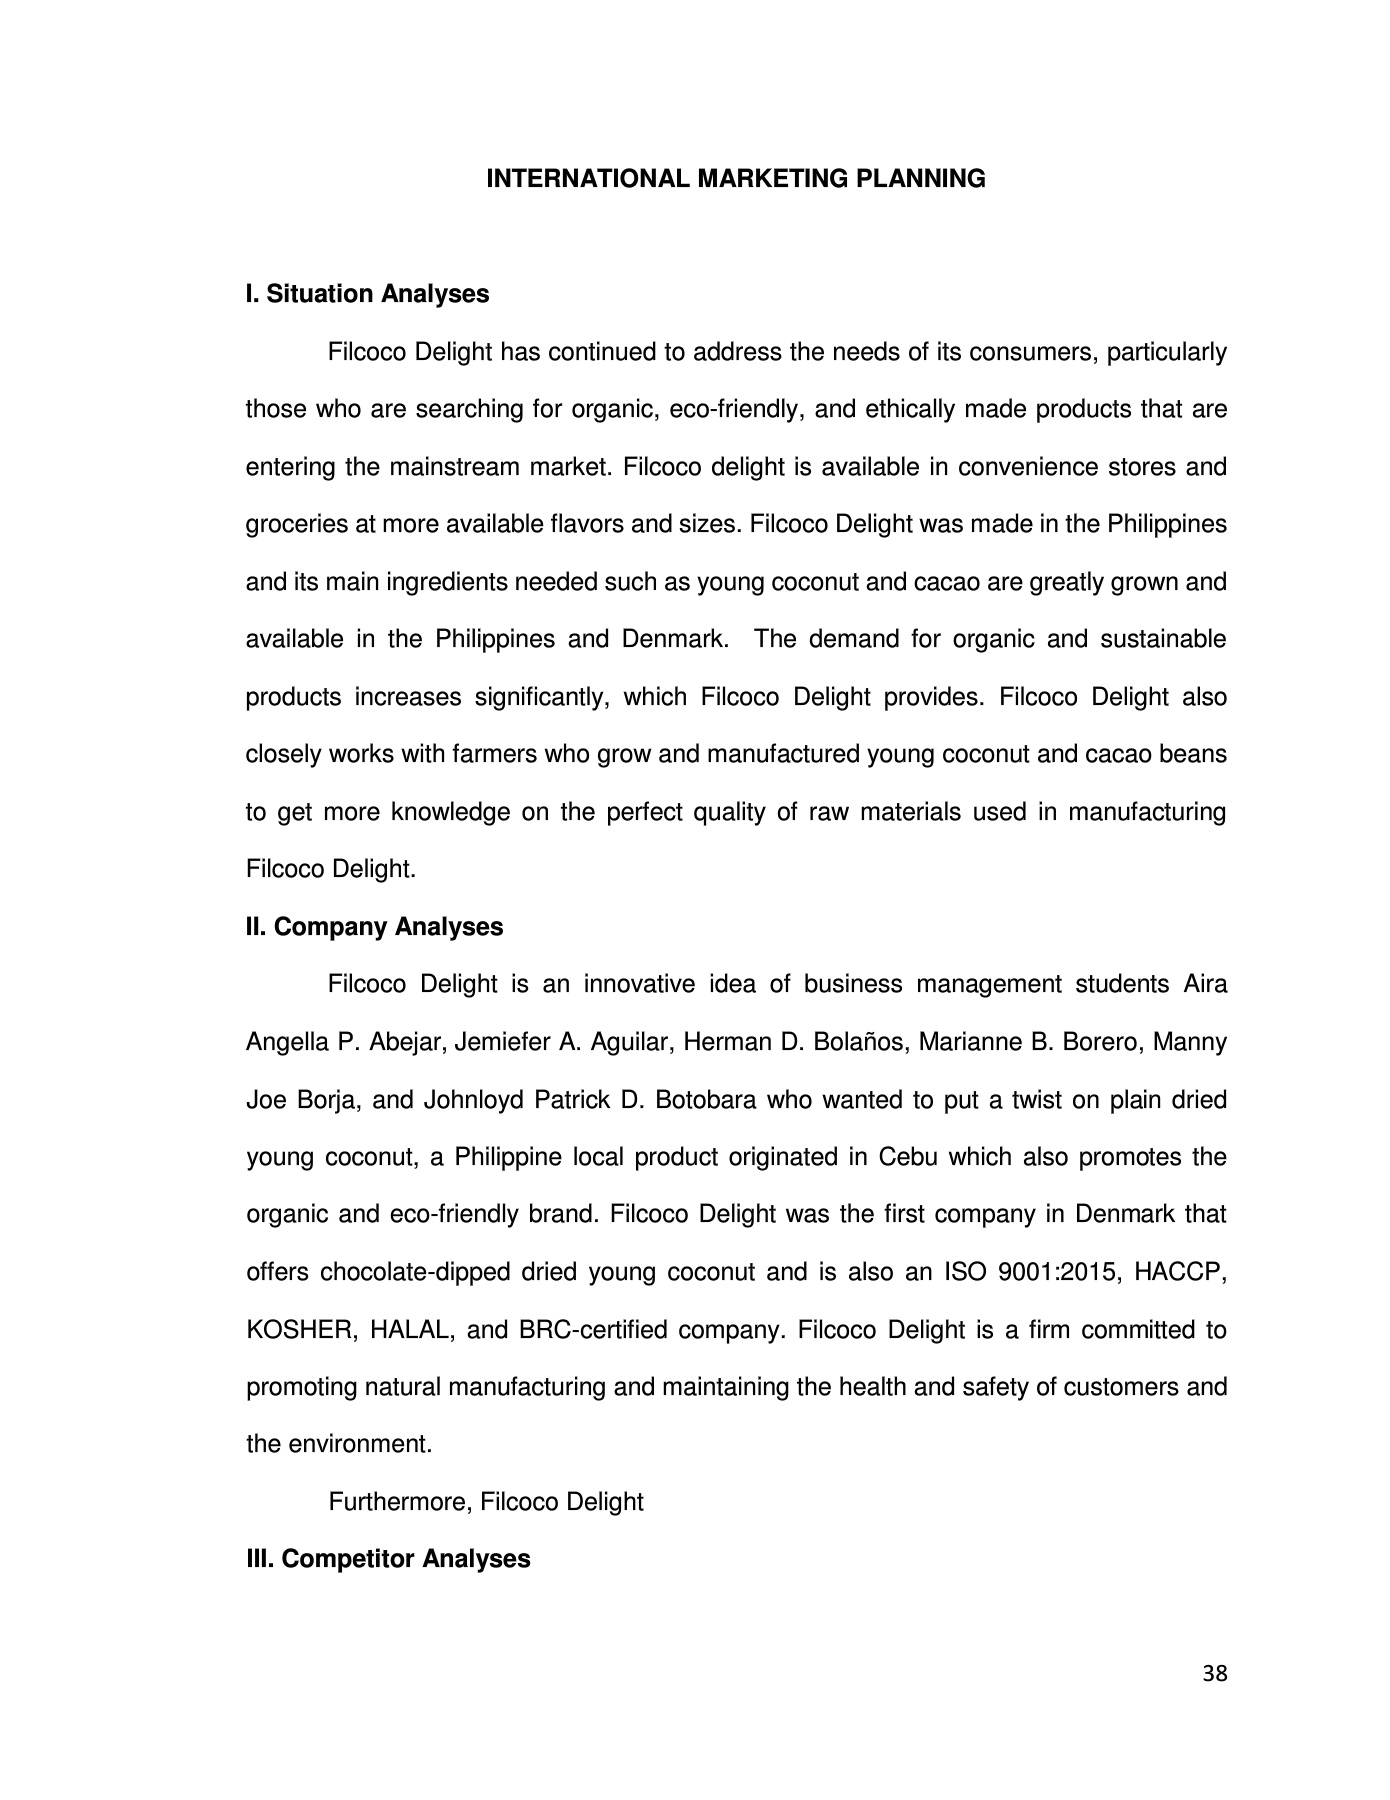 INTERNATIONAL MARKETING PLANNING
I. Situation Analyses
Filcoco Delight has continued to address the needs of its consumers, particularly
those who are searching for organic, eco-friendly, and ethically made products that are
entering the mainstream market. Filcoco delight is available in convenience stores and
groceries at more available flavors and sizes. Filcoco Delight was made in the Philippines
and its main ingredients needed such as young coconut and cacao are greatly grown and
available in the Philippines and Denmark.  The demand for organic and sustainable
products increases significantly, which Filcoco Delight provides. Filcoco Delight also
closely works with farmers who grow and manufactured young coconut and cacao beans
to get more knowledge on the perfect quality of raw materials used in manufacturing
Filcoco Delight.
II. Company Analyses
Filcoco Delight is an innovative idea of business management students Aira
Angella P. Abejar, Jemiefer A. Aguilar, Herman D. Bolaños, Marianne B. Borero, Manny
Joe Borja, and Johnloyd Patrick D. Botobara who wanted to put a twist on plain dried
young coconut, a Philippine local product originated in Cebu which also promotes the
organic and eco-friendly brand. Filcoco Delight was the first company in Denmark that
offers chocolate-dipped dried young coconut and is also an ISO 9001:2015, HACCP,
KOSHER, HALAL, and BRC-certified company. Filcoco Delight is a firm committed to
promoting natural manufacturing and maintaining the health and safety of customers and
the environment.
Furthermore, Filcoco Delight
III. Competitor Analyses
38